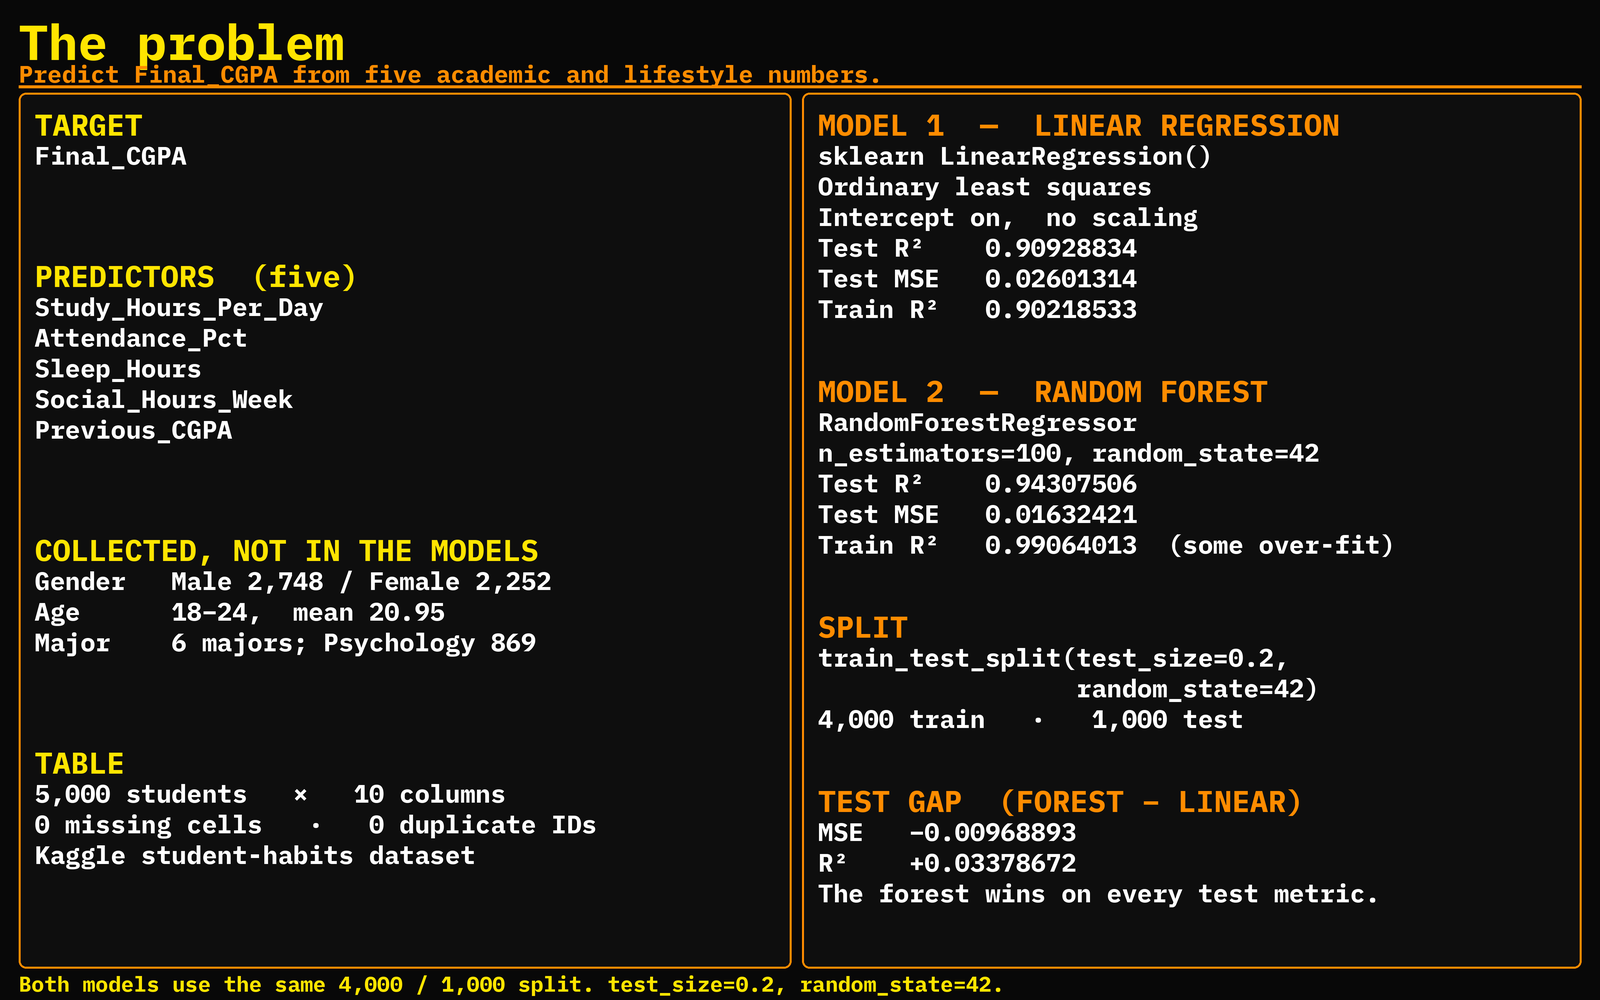 The problem
Predict Final_CGPA from five academic and lifestyle numbers.
TARGET
Final_CGPA
PREDICTORS (five)
Study_Hours_Per_Day
Attendance_Pct
Sleep_Hours
Social_Hours_Week
Previous_CGPA
COLLECTED, NOT IN THE MODELS
Gender Male 2,748 / Female 2,252
Age 18–24, mean 20.95
Major 6 majors; Psychology 869
TABLE
5,000 students × 10 columns
0 missing cells · 0 duplicate IDs
Kaggle student-habits dataset
MODEL 1 — LINEAR REGRESSION
sklearn LinearRegression()
Ordinary least squares
Intercept on, no scaling
Test R² 0.90928834
Test MSE 0.02601314
Train R² 0.90218533
MODEL 2 — RANDOM FOREST
RandomForestRegressor
n_estimators=100, random_state=42
Test R² 0.94307506
Test MSE 0.01632421
Train R² 0.99064013 (some over-fit)
SPLIT
train_test_split(test_size=0.2,
random_state=42)
4,000 train · 1,000 test
TEST GAP (FOREST − LINEAR)
MSE −0.00968893
R² +0.03378672
The forest wins on every test metric.
Both models use the same 4,000 / 1,000 split. test_size=0.2, random_state=42.